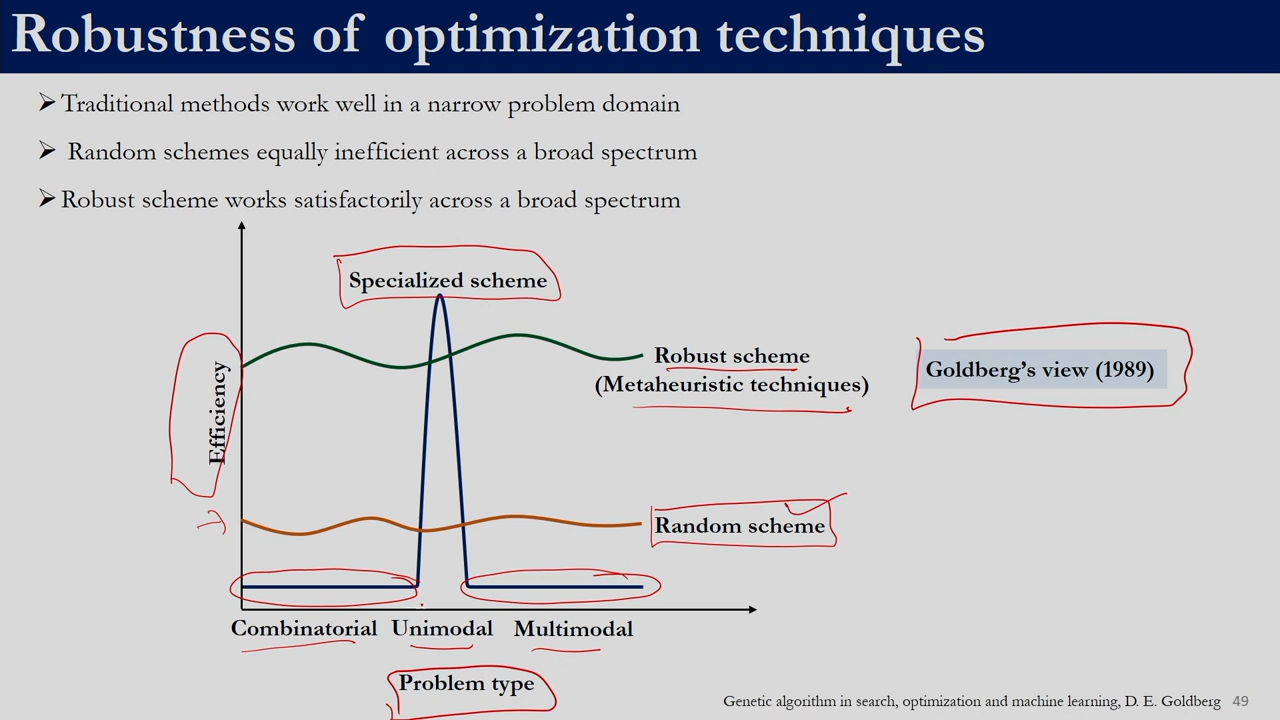 Robustness of optimization techniques
➢ Traditional methods work well in a narrow problem domain
➢ Random schemes equally inefficient across a broad spectrum
➢ Robust scheme works satisfactorily across a broad spectrum
Specialized scheme
Efficiency
Robust scheme
(Metaheuristic techniques)
Goldberg's view (1989)
Random scheme
Combinatorial Unimodal Multimodal
Problem type
Genetic algorithm in search, optimization and machine learning, D. E. Goldberg 49